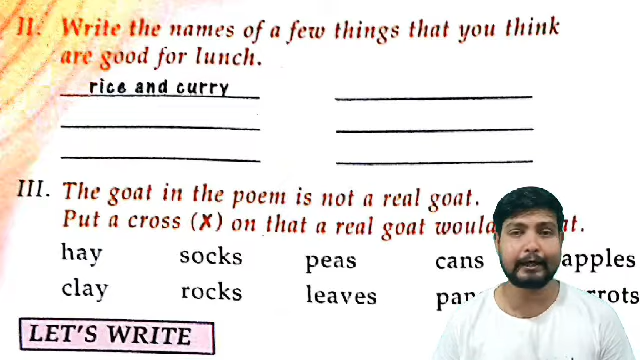 II. Write the names of a few things that you think
are good for lunch.
rice and curry
III. The goat in the poem is not a real goat.
Put a cross (X) on that a real goat
hay socks peas cans apples
clay rocks leaves
LET'S WRITE